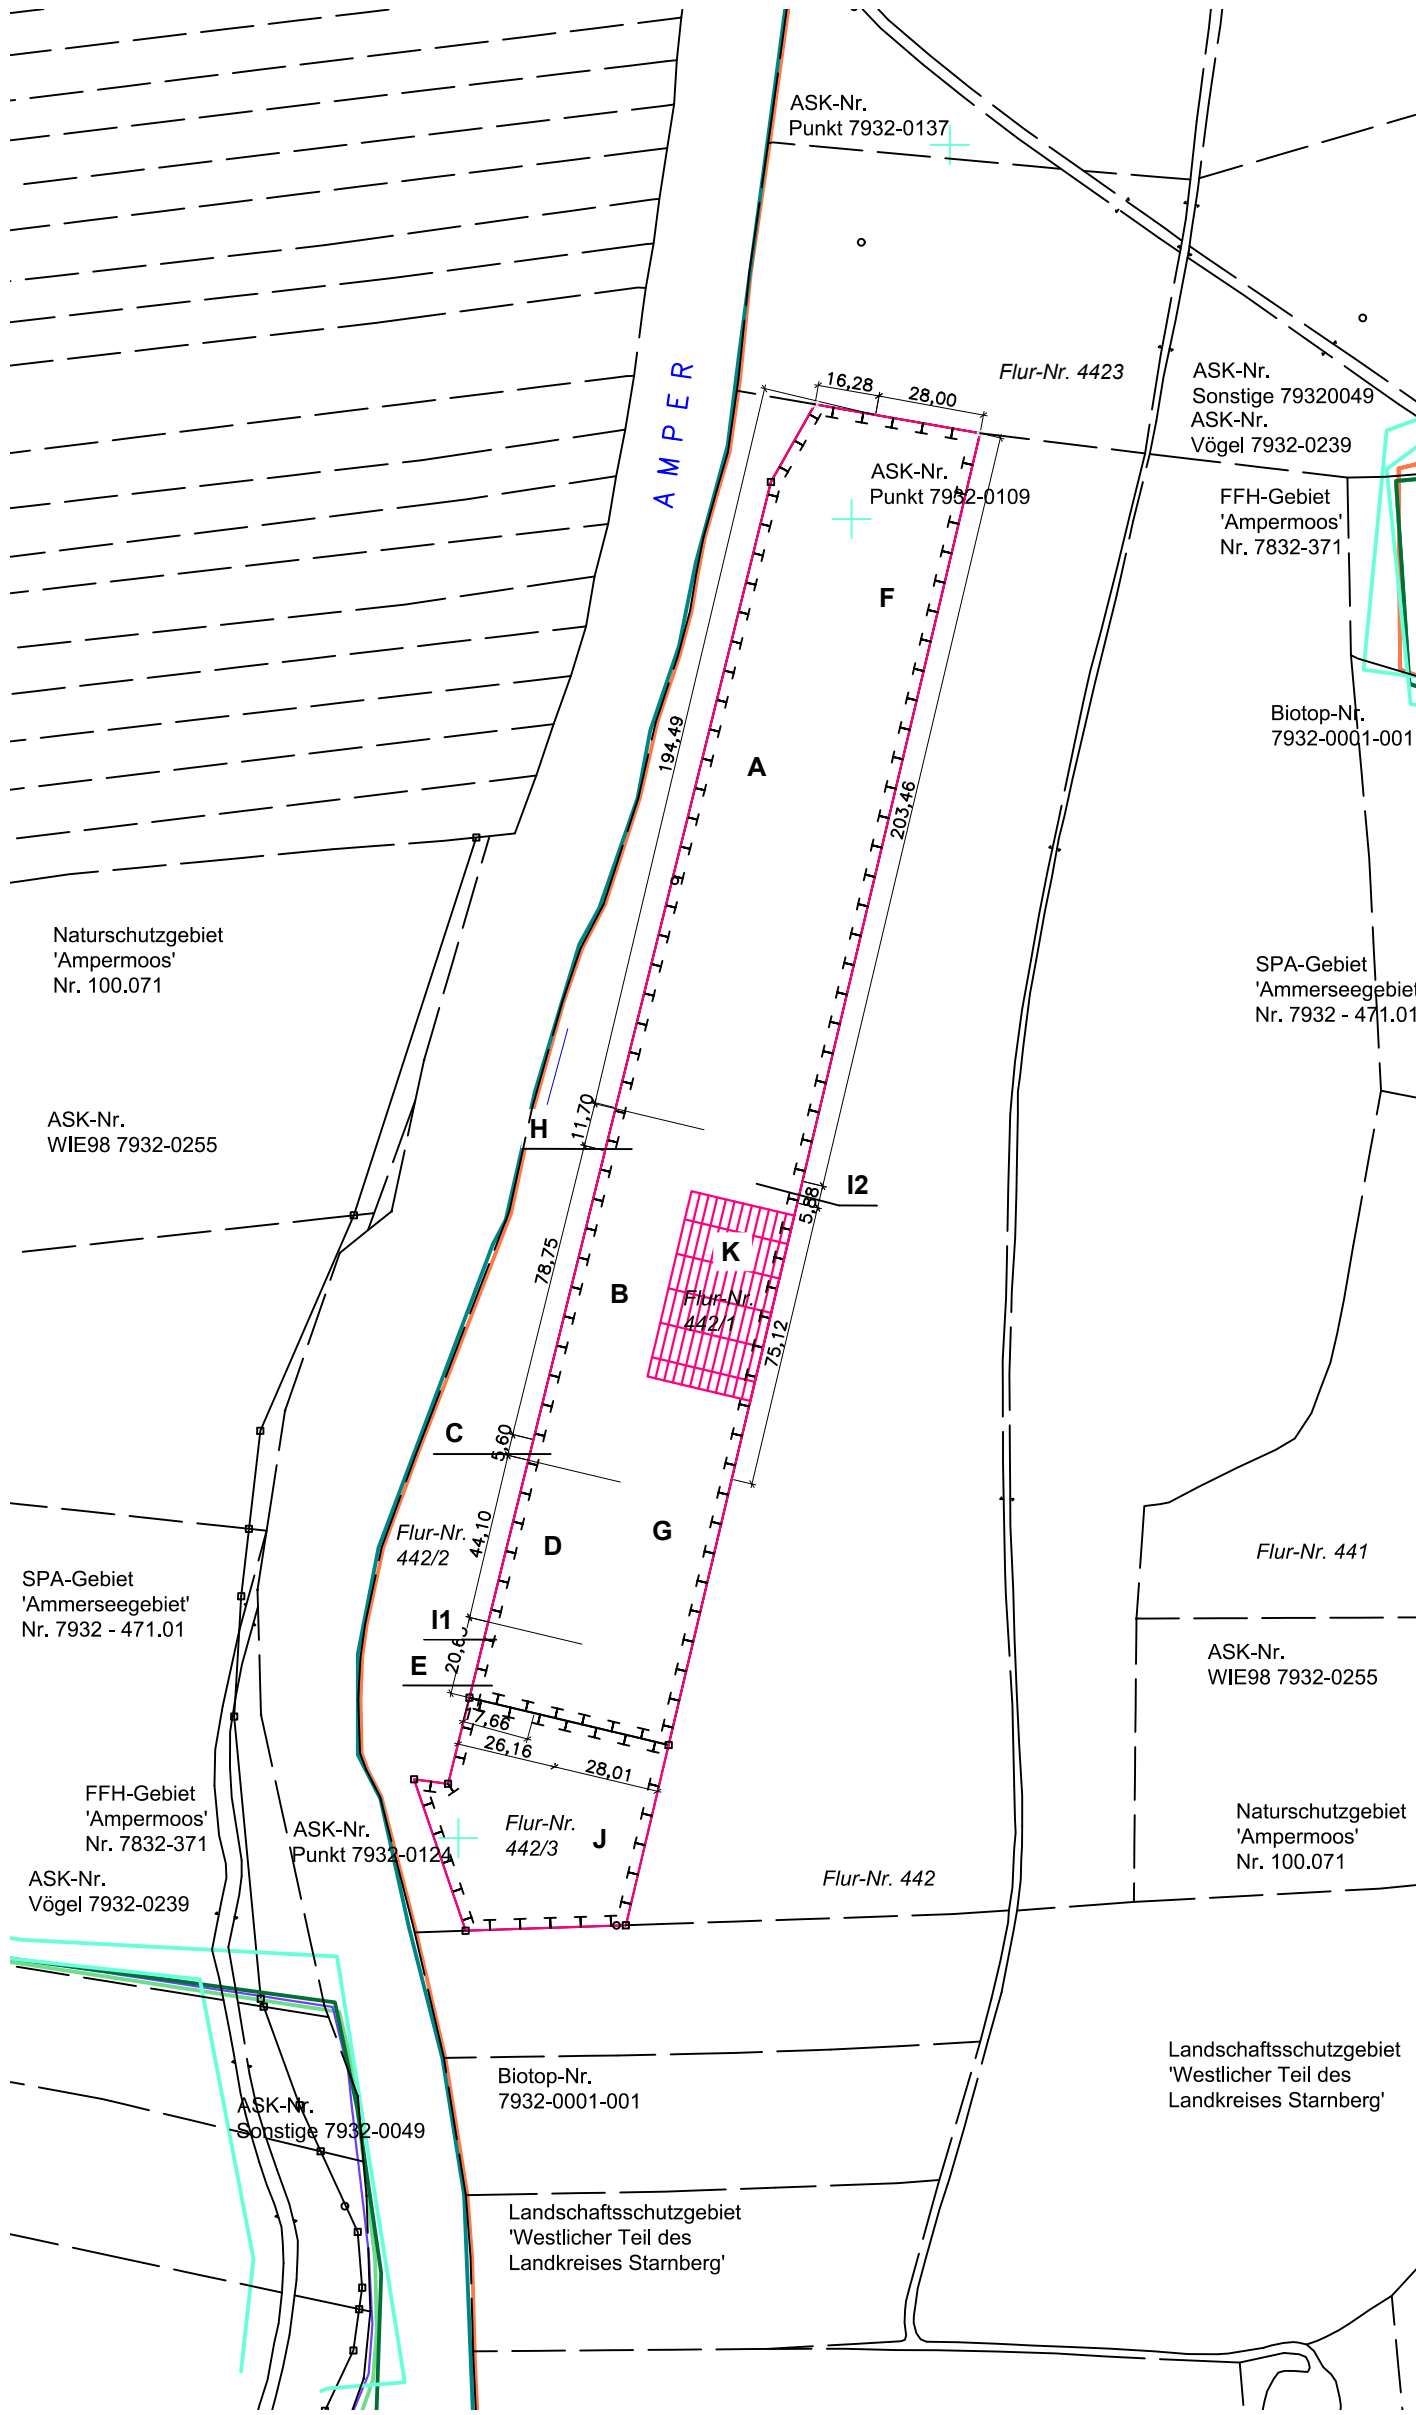 ASK-Nr.
Punkt 7932-0137
AMPER
16,28
28,00
Flur-Nr. 4423
ASK-Nr.
Sonstige 79320049
ASK-Nr.
Vögel 7932-0239
ASK-Nr.
Punkt 7932-0109
FFH-Gebiet
'Ampermoos'
Nr. 7832-371
F
194,49
A
203,46
Biotop-Nr.
7932-0001-001
Naturschutzgebiet
'Ampermoos'
Nr. 100.071
SPA-Gebiet
'Ammerseegebiet
Nr. 7932 - 471.01
ASK-Nr.
WIE98 7932-0255
11,70
H
I2
5,88
78,75
K
B
Flur-Nr.
442/1
75,12
C
5,60
44,10
Flur-Nr.
442/2
D
G
Flur-Nr. 441
SPA-Gebiet
'Ammerseegebiet'
Nr. 7932 - 471.01
I1
E
ASK-Nr.
WIE98 7932-0255
17,66
26,16
28,01
FFH-Gebiet
'Ampermoos'
Nr. 7832-371
ASK-Nr.
Punkt 7932-0124
Flur-Nr.
442/3
J
Naturschutzgebiet
'Ampermoos'
Nr. 100.071
ASK-Nr.
Vögel 7932-0239
Flur-Nr. 442
Biotop-Nr.
7932-0001-001
Landschaftsschutzgebiet
'Westlicher Teil des
Landkreises Starnberg'
ASK-Nr.
Sonstige 7932-0049
Landschaftsschutzgebiet
'Westlicher Teil des
Landkreises Starnberg'